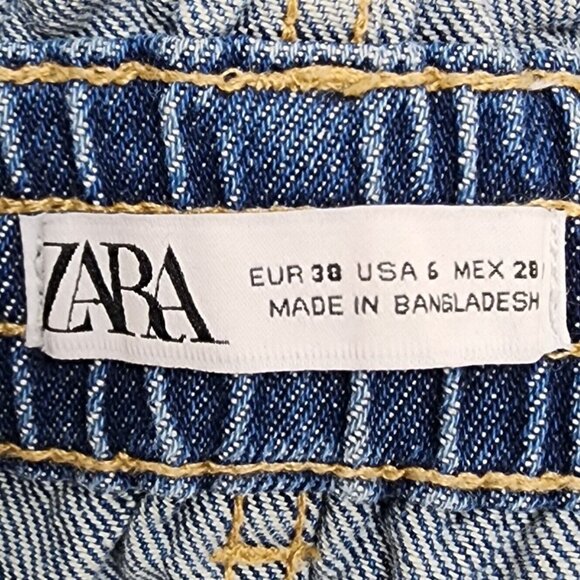 ZARA
EUR 38 USA 6 MEX 28
MADE IN BANGLADESH